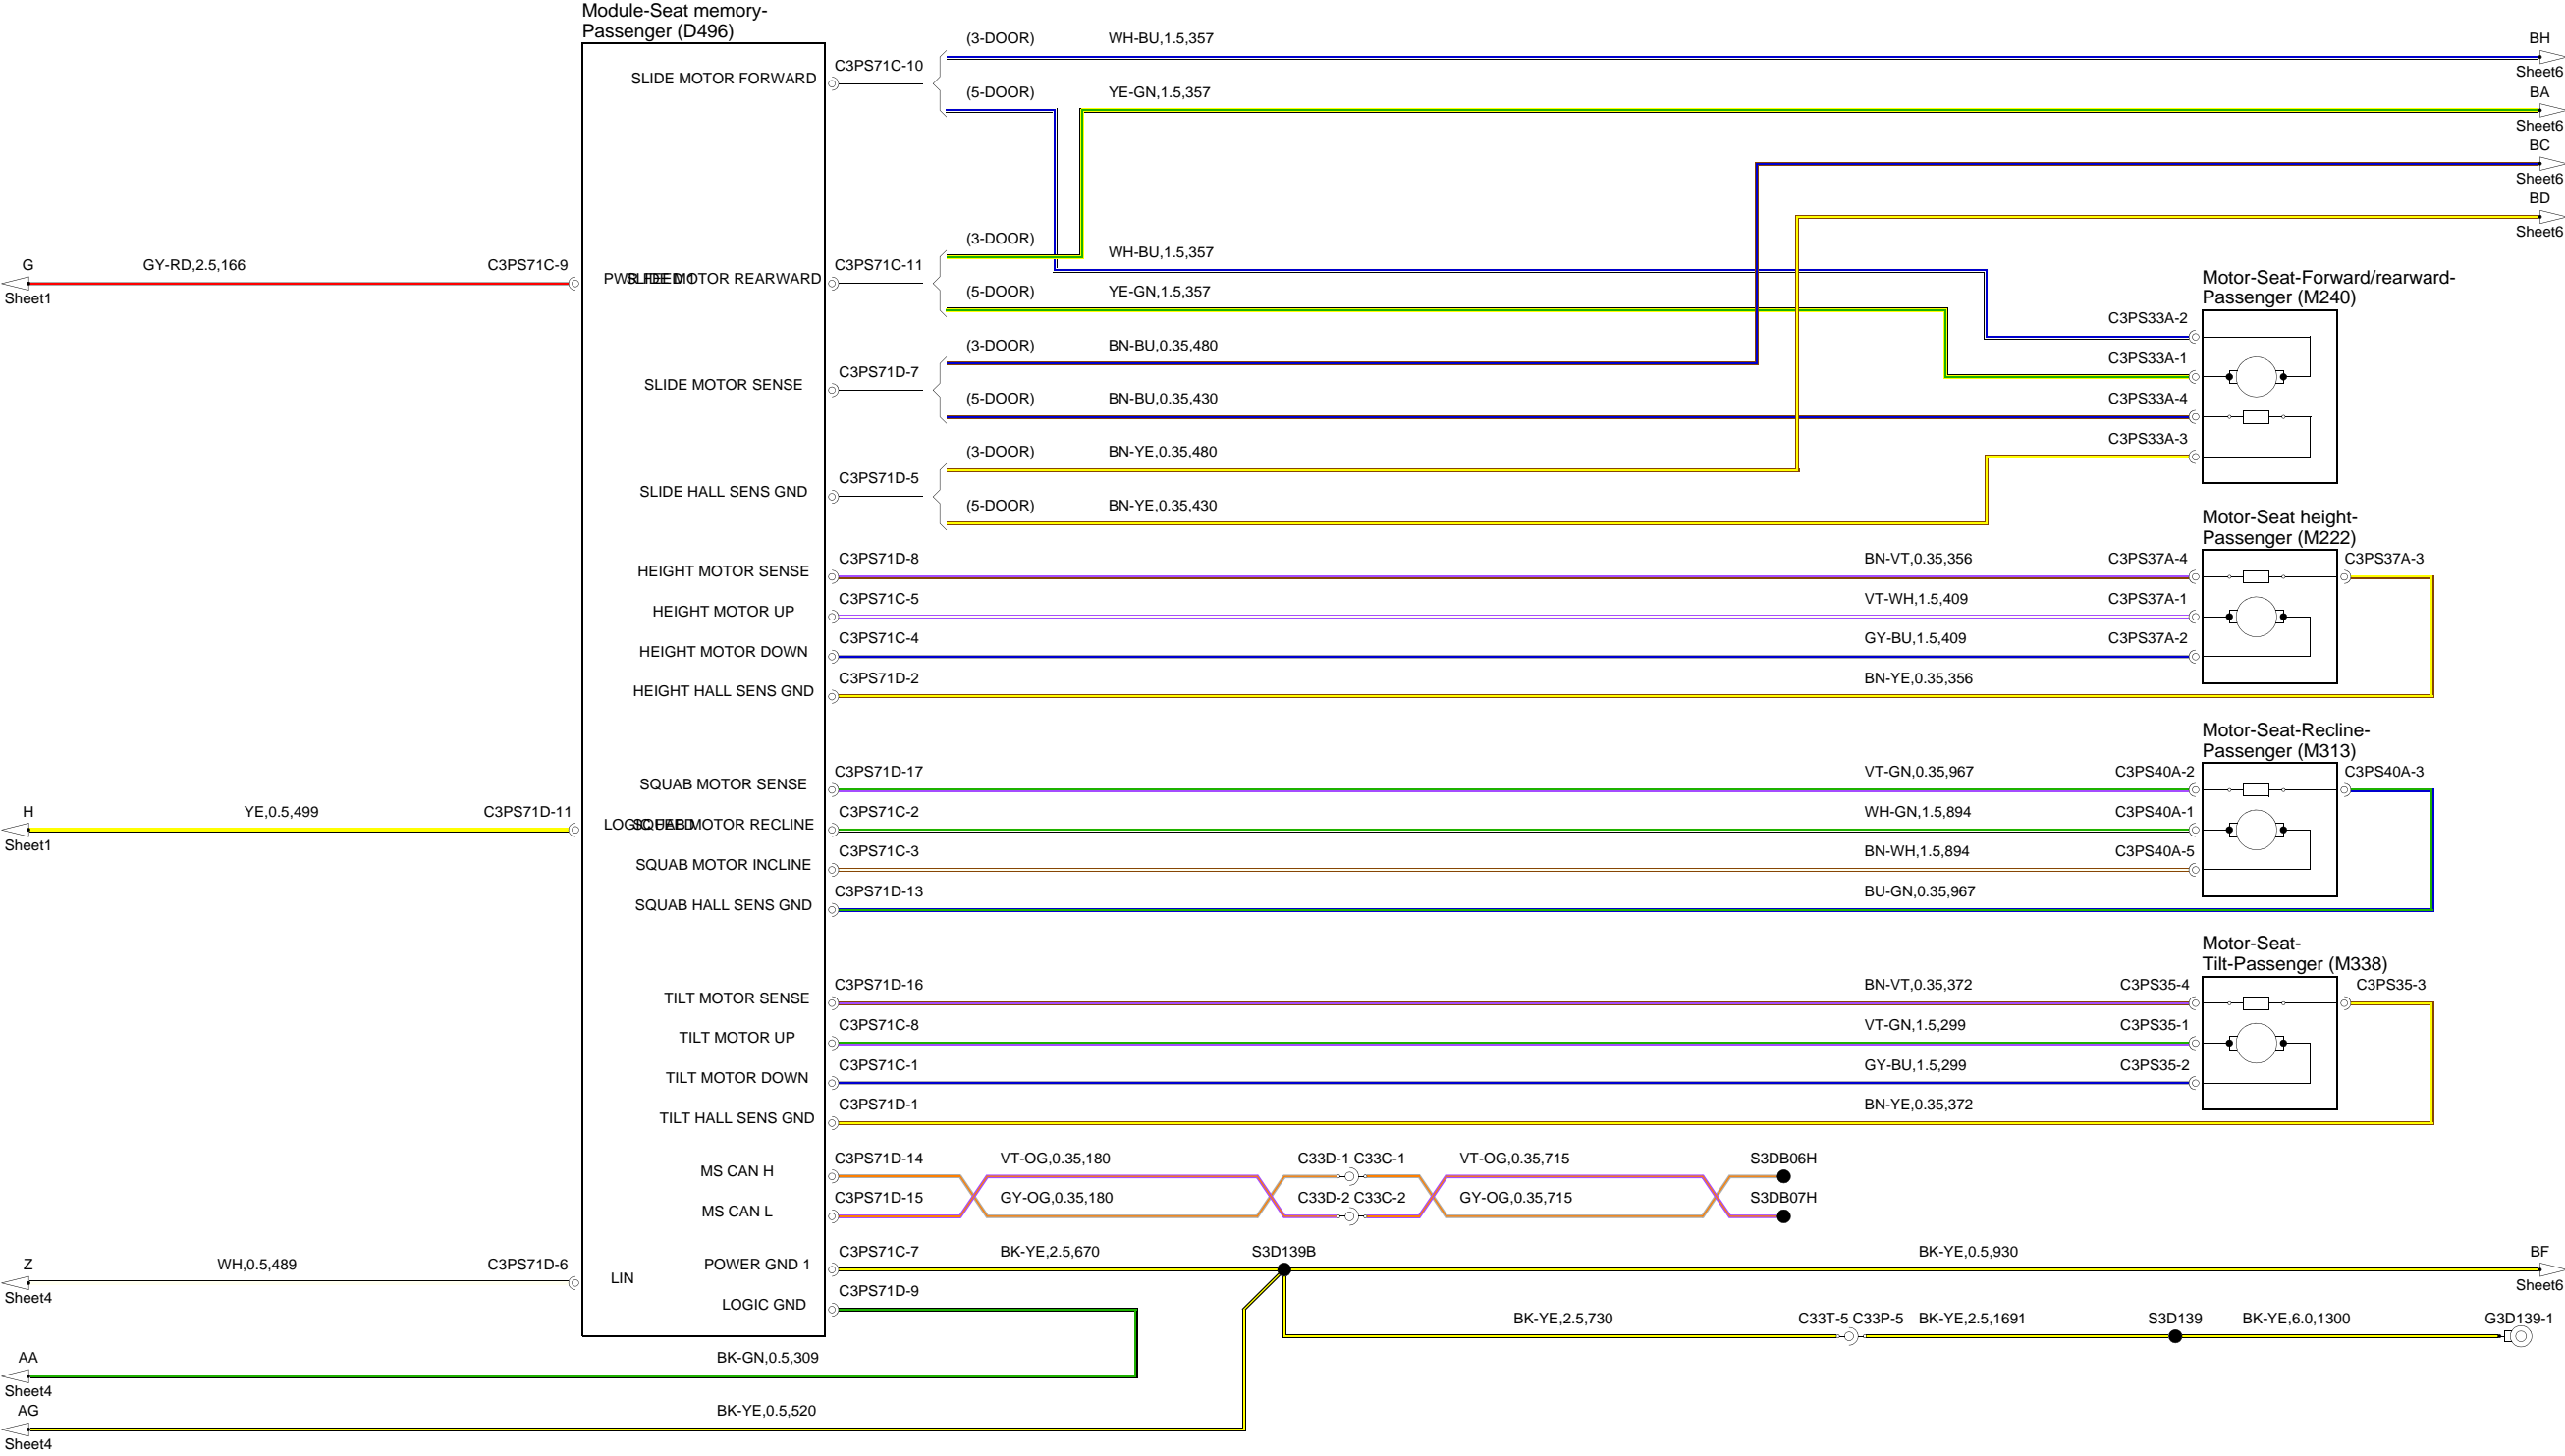 Module-Seat memory-
Passenger (D496)
(3-DOOR) WH-BU,1.5,357 BH
C3PS71C-10
SLIDE MOTOR FORWARD Sheet6
(5-DOOR) YE-GN,1.5,357 BA
Sheet6
BC
Sheet6
BD
Sheet6
(3-DOOR) WH-BU,1.5,357
G GY-RD,2.5,166 C3PS71C-9 PWR FEED 1 SLIDE MOTOR REARWARD C3PS71C-11
Sheet1
(5-DOOR) YE-GN,1.5,357
Motor-Seat-Forward/rearward-
Passenger (M240)
C3PS33A-2
(3-DOOR) BN-BU,0.35,480 C3PS33A-1
SLIDE MOTOR SENSE C3PS71D-7
(5-DOOR) BN-BU,0.35,430 C3PS33A-4
C3PS33A-3
(3-DOOR) BN-YE,0.35,480
SLIDE HALL SENS GND C3PS71D-5
(5-DOOR) BN-YE,0.35,430
Motor-Seat height-
Passenger (M222)
HEIGHT MOTOR SENSE C3PS71D-8 BN-VT,0.35,356 C3PS37A-4 C3PS37A-3
HEIGHT MOTOR UP C3PS71C-5 VT-WH,1.5,409 C3PS37A-1
HEIGHT MOTOR DOWN C3PS71C-4 GY-BU,1.5,409 C3PS37A-2
HEIGHT HALL SENS GND C3PS71D-2 BN-YE,0.35,356
Motor-Seat-Recline-
Passenger (M313)
SQUAB MOTOR SENSE C3PS71D-17 VT-GN,0.35,967 C3PS40A-2 C3PS40A-3
H YE,0.5,499 C3PS71D-11 LOGIC FEED SQUAB MOTOR RECLINE C3PS71C-2 WH-GN,1.5,894 C3PS40A-1
Sheet1
SQUAB MOTOR INCLINE C3PS71C-3 BN-WH,1.5,894 C3PS40A-5
SQUAB HALL SENS GND C3PS71D-13 BU-GN,0.35,967
Motor-Seat-
Tilt-Passenger (M338)
TILT MOTOR SENSE C3PS71D-16 BN-VT,0.35,372 C3PS35-4 C3PS35-3
TILT MOTOR UP C3PS71C-8 VT-GN,1.5,299 C3PS35-1
TILT MOTOR DOWN C3PS71C-1 GY-BU,1.5,299 C3PS35-2
TILT HALL SENS GND C3PS71D-1 BN-YE,0.35,372
MS CAN H C3PS71D-14 VT-OG,0.35,180 C33D-1 C33C-1 VT-OG,0.35,715 S3DB06H
MS CAN L C3PS71D-15 GY-OG,0.35,180 C33D-2 C33C-2 GY-OG,0.35,715 S3DB07H
Z WH,0.5,489 C3PS71D-6 LIN
Sheet4
POWER GND 1 C3PS71C-7 BK-YE,2.5,670 S3D139B BK-YE,0.5,930 BF
Sheet6
LOGIC GND C3PS71D-9
BK-YE,2.5,730 C33T-5 C33P-5 BK-YE,2.5,1691 S3D139 BK-YE,6.0,1300 G3D139-1
AA BK-GN,0.5,309
Sheet4
AG BK-YE,0.5,520
Sheet4